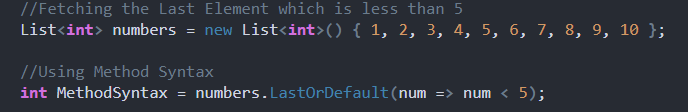 //Fetching the Last Element which is less than 5
List<int> numbers = new List<int>() { 1, 2, 3, 4, 5, 6, 7, 8, 9, 10 };
//Using Method Syntax
int MethodSyntax = numbers.LastOrDefault(num => num < 5);